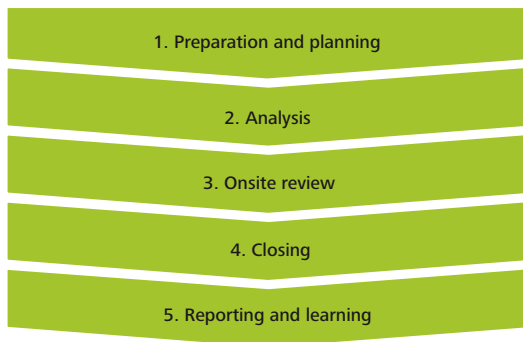 1. Preparation and planning
2. Analysis
3. Onsite review
4. Closing
5. Reporting and learning